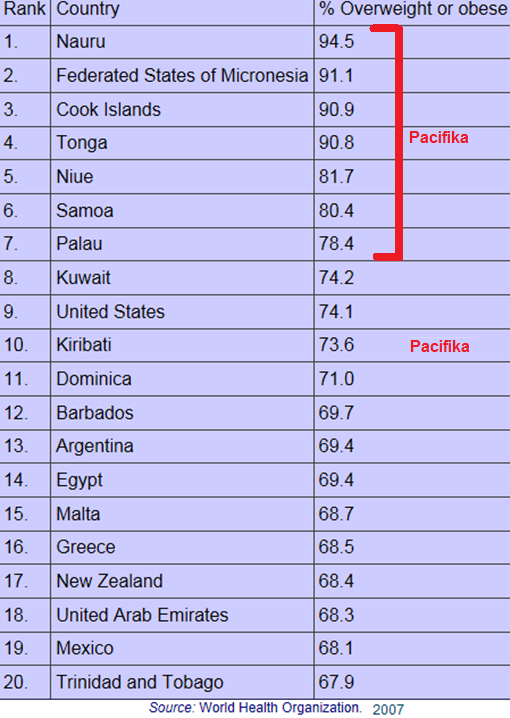 Rank Country % Overweight or obese
1. Nauru 94.5
2. Federated States of Micronesia 91.1
3. Cook Islands 90.9
4. Tonga 90.8 Pacifika
5. Niue 81.7
6. Samoa 80.4
7. Palau 78.4
8. Kuwait 74.2
9. United States 74.1
10. Kiribati 73.6 Pacifika
11. Dominica 71.0
12. Barbados 69.7
13. Argentina 69.4
14. Egypt 69.4
15. Malta 68.7
16. Greece 68.5
17. New Zealand 68.4
18. United Arab Emirates 68.3
19. Mexico 68.1
20. Trinidad and Tobago 67.9
Source: World Health Organization. 2007